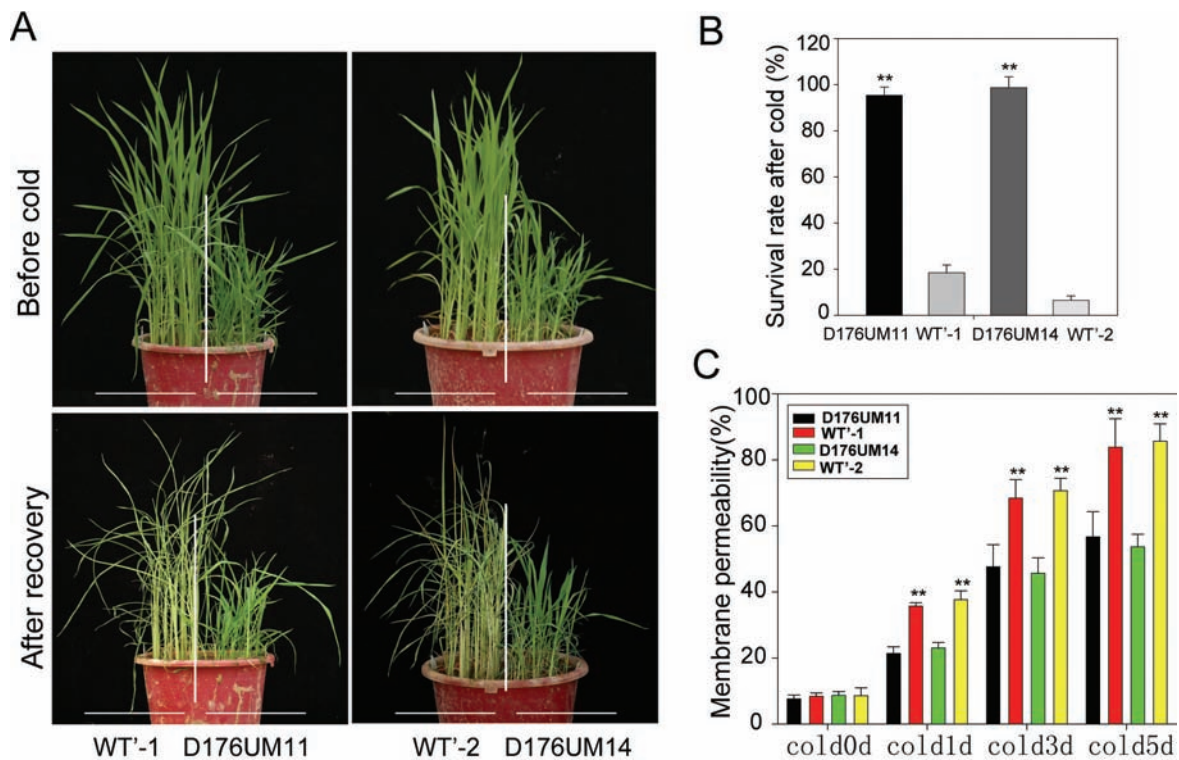 A
Before cold
After recovery
WT’-1 D176UM11 WT’-2 D176UM14
B
Survival rate after cold (%)
120
100
80
60
40
20
0
** **
D176UM11 WT’-1 D176UM14 WT’-2
C
Membrane permeability(%)
100
80
60
40
20
0
D176UM11
WT’-1
D176UM14
WT’-2
** ** ** ** ** **
cold0d cold1d cold3d cold5d